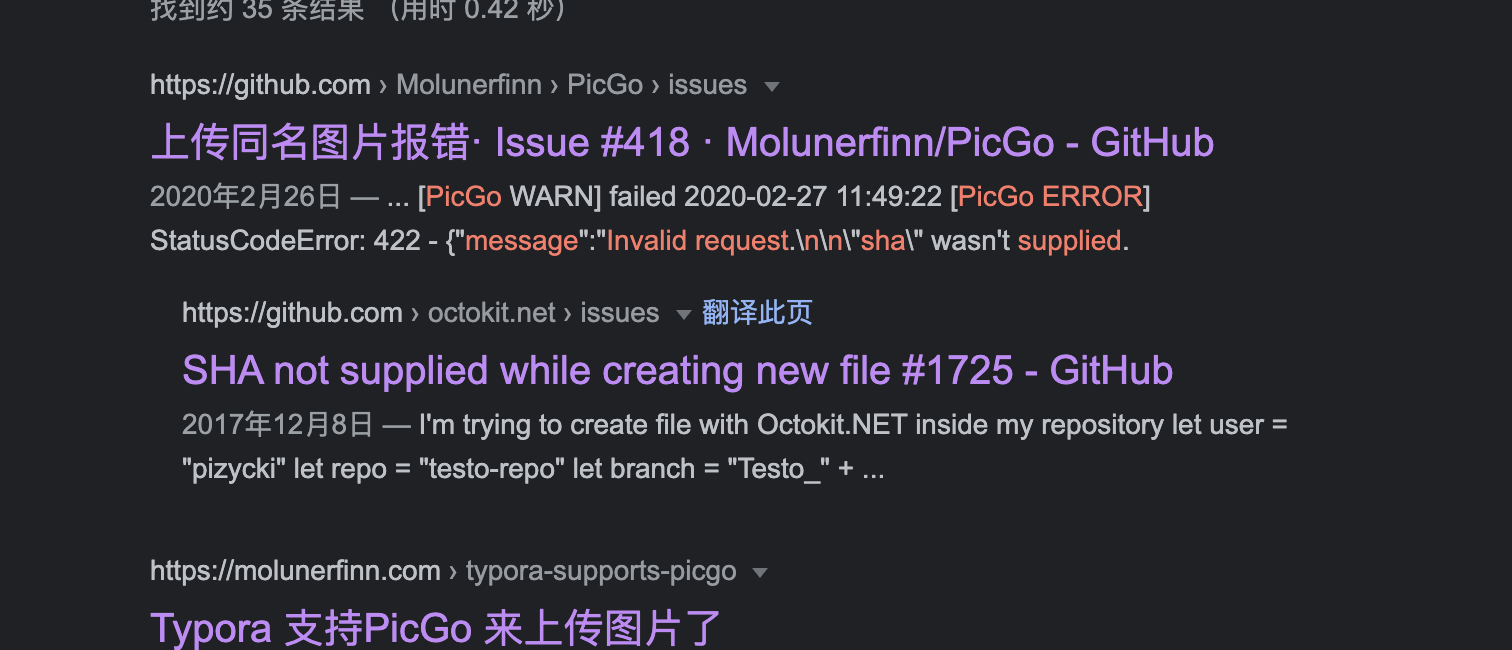 找到约 35 条结果 （用时 0.42 秒）
https://github.com › Molunerfinn › PicGo › issues
上传同名图片报错· Issue #418 · Molunerfinn/PicGo - GitHub
2020年2月26日 — ... [PicGo WARN] failed 2020-02-27 11:49:22 [PicGo ERROR]
StatusCodeError: 422 - {"message":"Invalid request.\n\n\"sha\" wasn't supplied.
https://github.com › octokit.net › issues 翻译此页
SHA not supplied while creating new file #1725 - GitHub
2017年12月8日 — I'm trying to create file with Octokit.NET inside my repository let user =
"pizycki" let repo = "testo-repo" let branch = "Testo_" + ...
https://molunerfinn.com › typora-supports-picgo
Typora 支持PicGo 来上传图片了